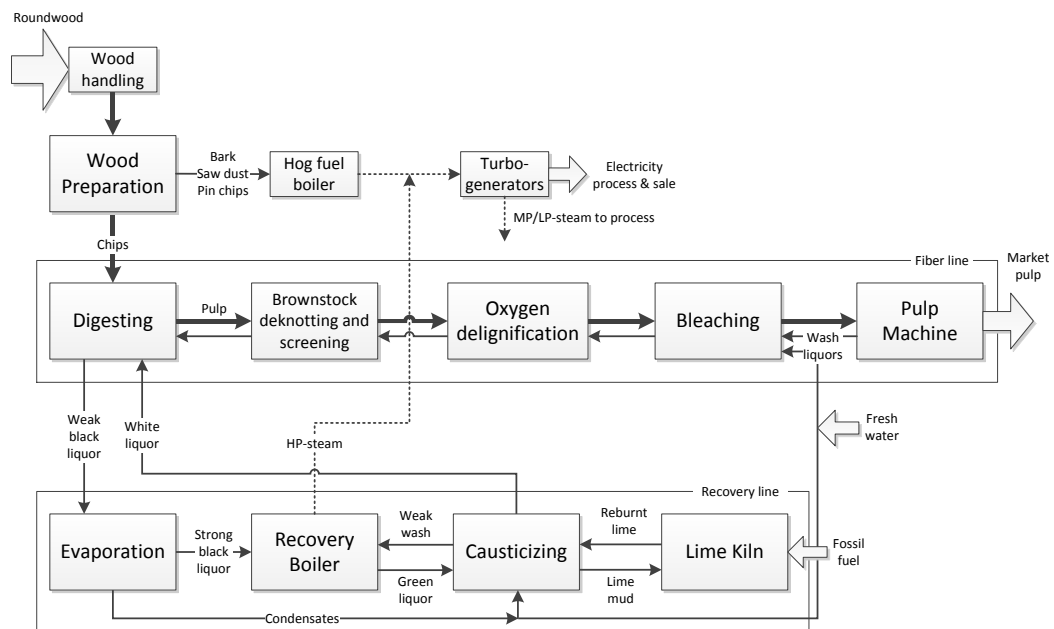 Roundwood
Wood
handling
Wood
Preparation
Bark
Saw dust
Pin chips
Hog fuel
boiler
Turbo-
generators
Electricity
process & sale
MP/LP-steam to process
Chips
Fiber line
Market
pulp
Digesting
Pulp
Brownstock
deknotting and
screening
Oxygen
delignification
Bleaching
Wash
liquors
Pulp
Machine
Weak
black
liquor
White
liquor
HP-steam
Fresh
water
Recovery line
Evaporation
Strong
black
liquor
Recovery
Boiler
Weak
wash
Green
liquor
Causticizing
Reburnt
lime
Lime
mud
Lime Kiln
Fossil
fuel
Condensates